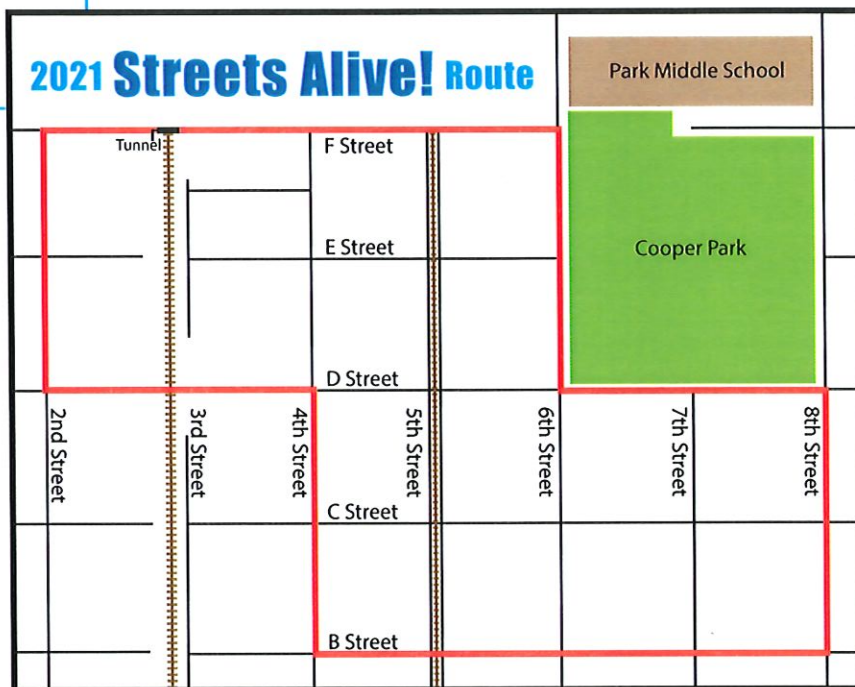 2021 Streets Alive! Route
Park Middle School
Tunnel
F Street
E Street
Cooper Park
D Street
2nd Street
3rd Street
4th Street
5th Street
6th Street
7th Street
8th Street
C Street
B Street